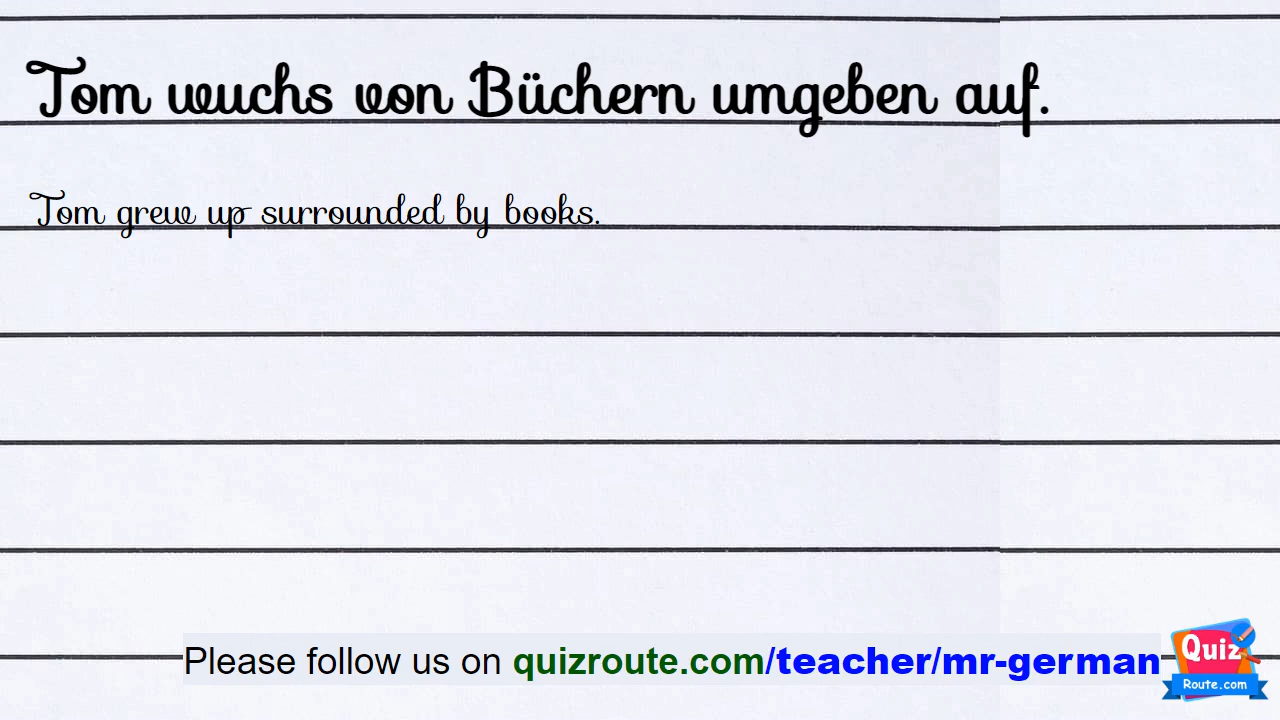 Tom wuchs von Büchern umgeben auf.
Tom grew up surrounded by books.
Please follow us on quizroute.com/teacher/mr-german
Quiz
Route.com